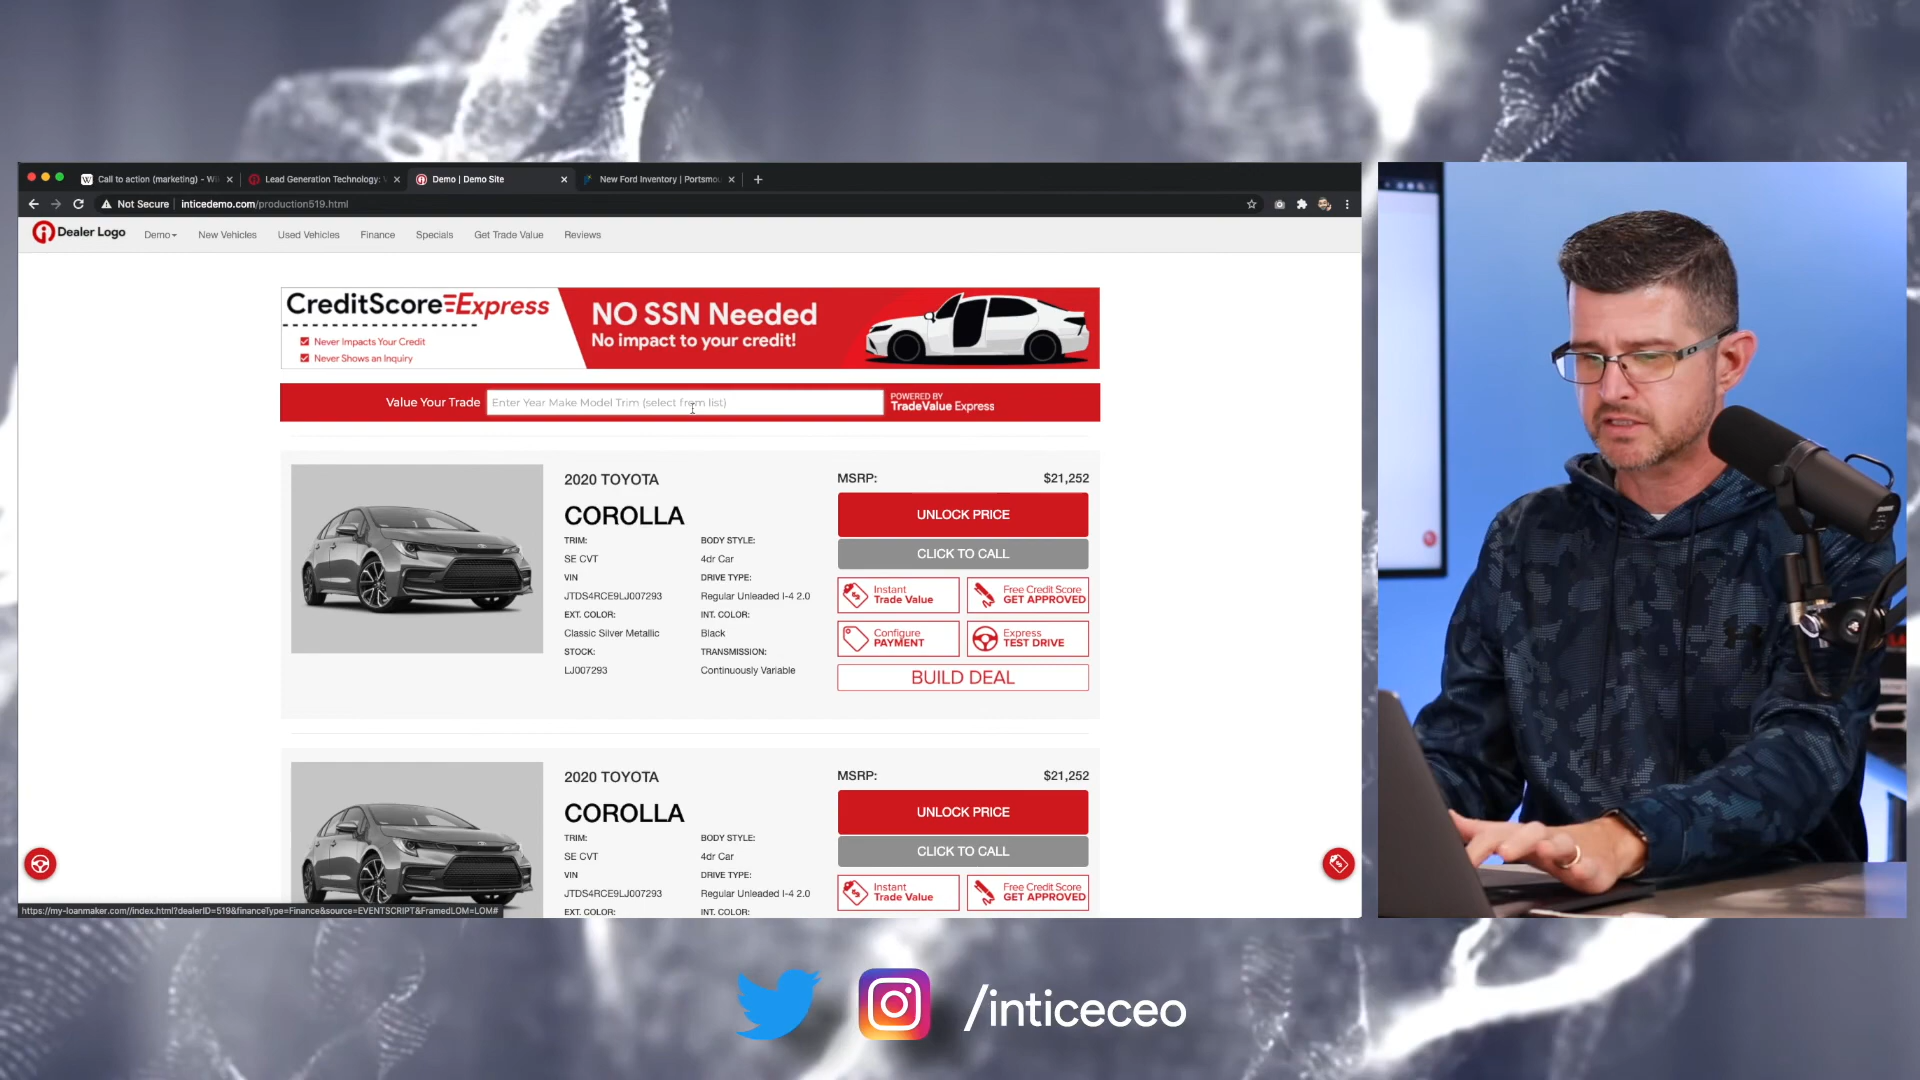 Call to action (marketing) - Wi
Lead Generation Technology:
Demo | Demo Site
New Ford Inventory | Portsmo
Not Secure
inticedemo.com/production519.html
Dealer Logo
Demo
New Vehicles
Used Vehicles
Finance
Specials
Get Trade Value
Reviews
CreditScore Express
Never Impacts Your Credit
Never Shows an Inquiry
NO SSN Needed
No impact to your credit!
Value Your Trade
Enter Year Make Model Trim (select from list)
POWERED BY
TradeValue Express
2020 TOYOTA
COROLLA
TRIM:
SE CVT
VIN
JTDS4RCE9LJ007293
EXT. COLOR:
Classic Silver Metallic
STOCK:
LJ007293
BODY STYLE:
4dr Car
DRIVE TYPE:
Regular Unleaded I-4 2.0
INT. COLOR:
Black
TRANSMISSION:
Continuously Variable
MSRP: $21,252
UNLOCK PRICE
CLICK TO CALL
Instant
Trade Value
Free Credit Score
GET APPROVED
Configure
PAYMENT
Express
TEST DRIVE
BUILD DEAL
2020 TOYOTA
COROLLA
TRIM:
SE CVT
VIN
JTDS4RCE9LJ007293
EXT. COLOR:
BODY STYLE:
4dr Car
DRIVE TYPE:
Regular Unleaded I-4 2.0
INT. COLOR:
MSRP: $21,252
UNLOCK PRICE
CLICK TO CALL
Instant
Trade Value
Free Credit Score
GET APPROVED
https://my-loanmaker.com//index.html?dealerID=519&financeType=Finance&source=EVENTSCRIPT&FramedLOM=LOM#
/inticeceo